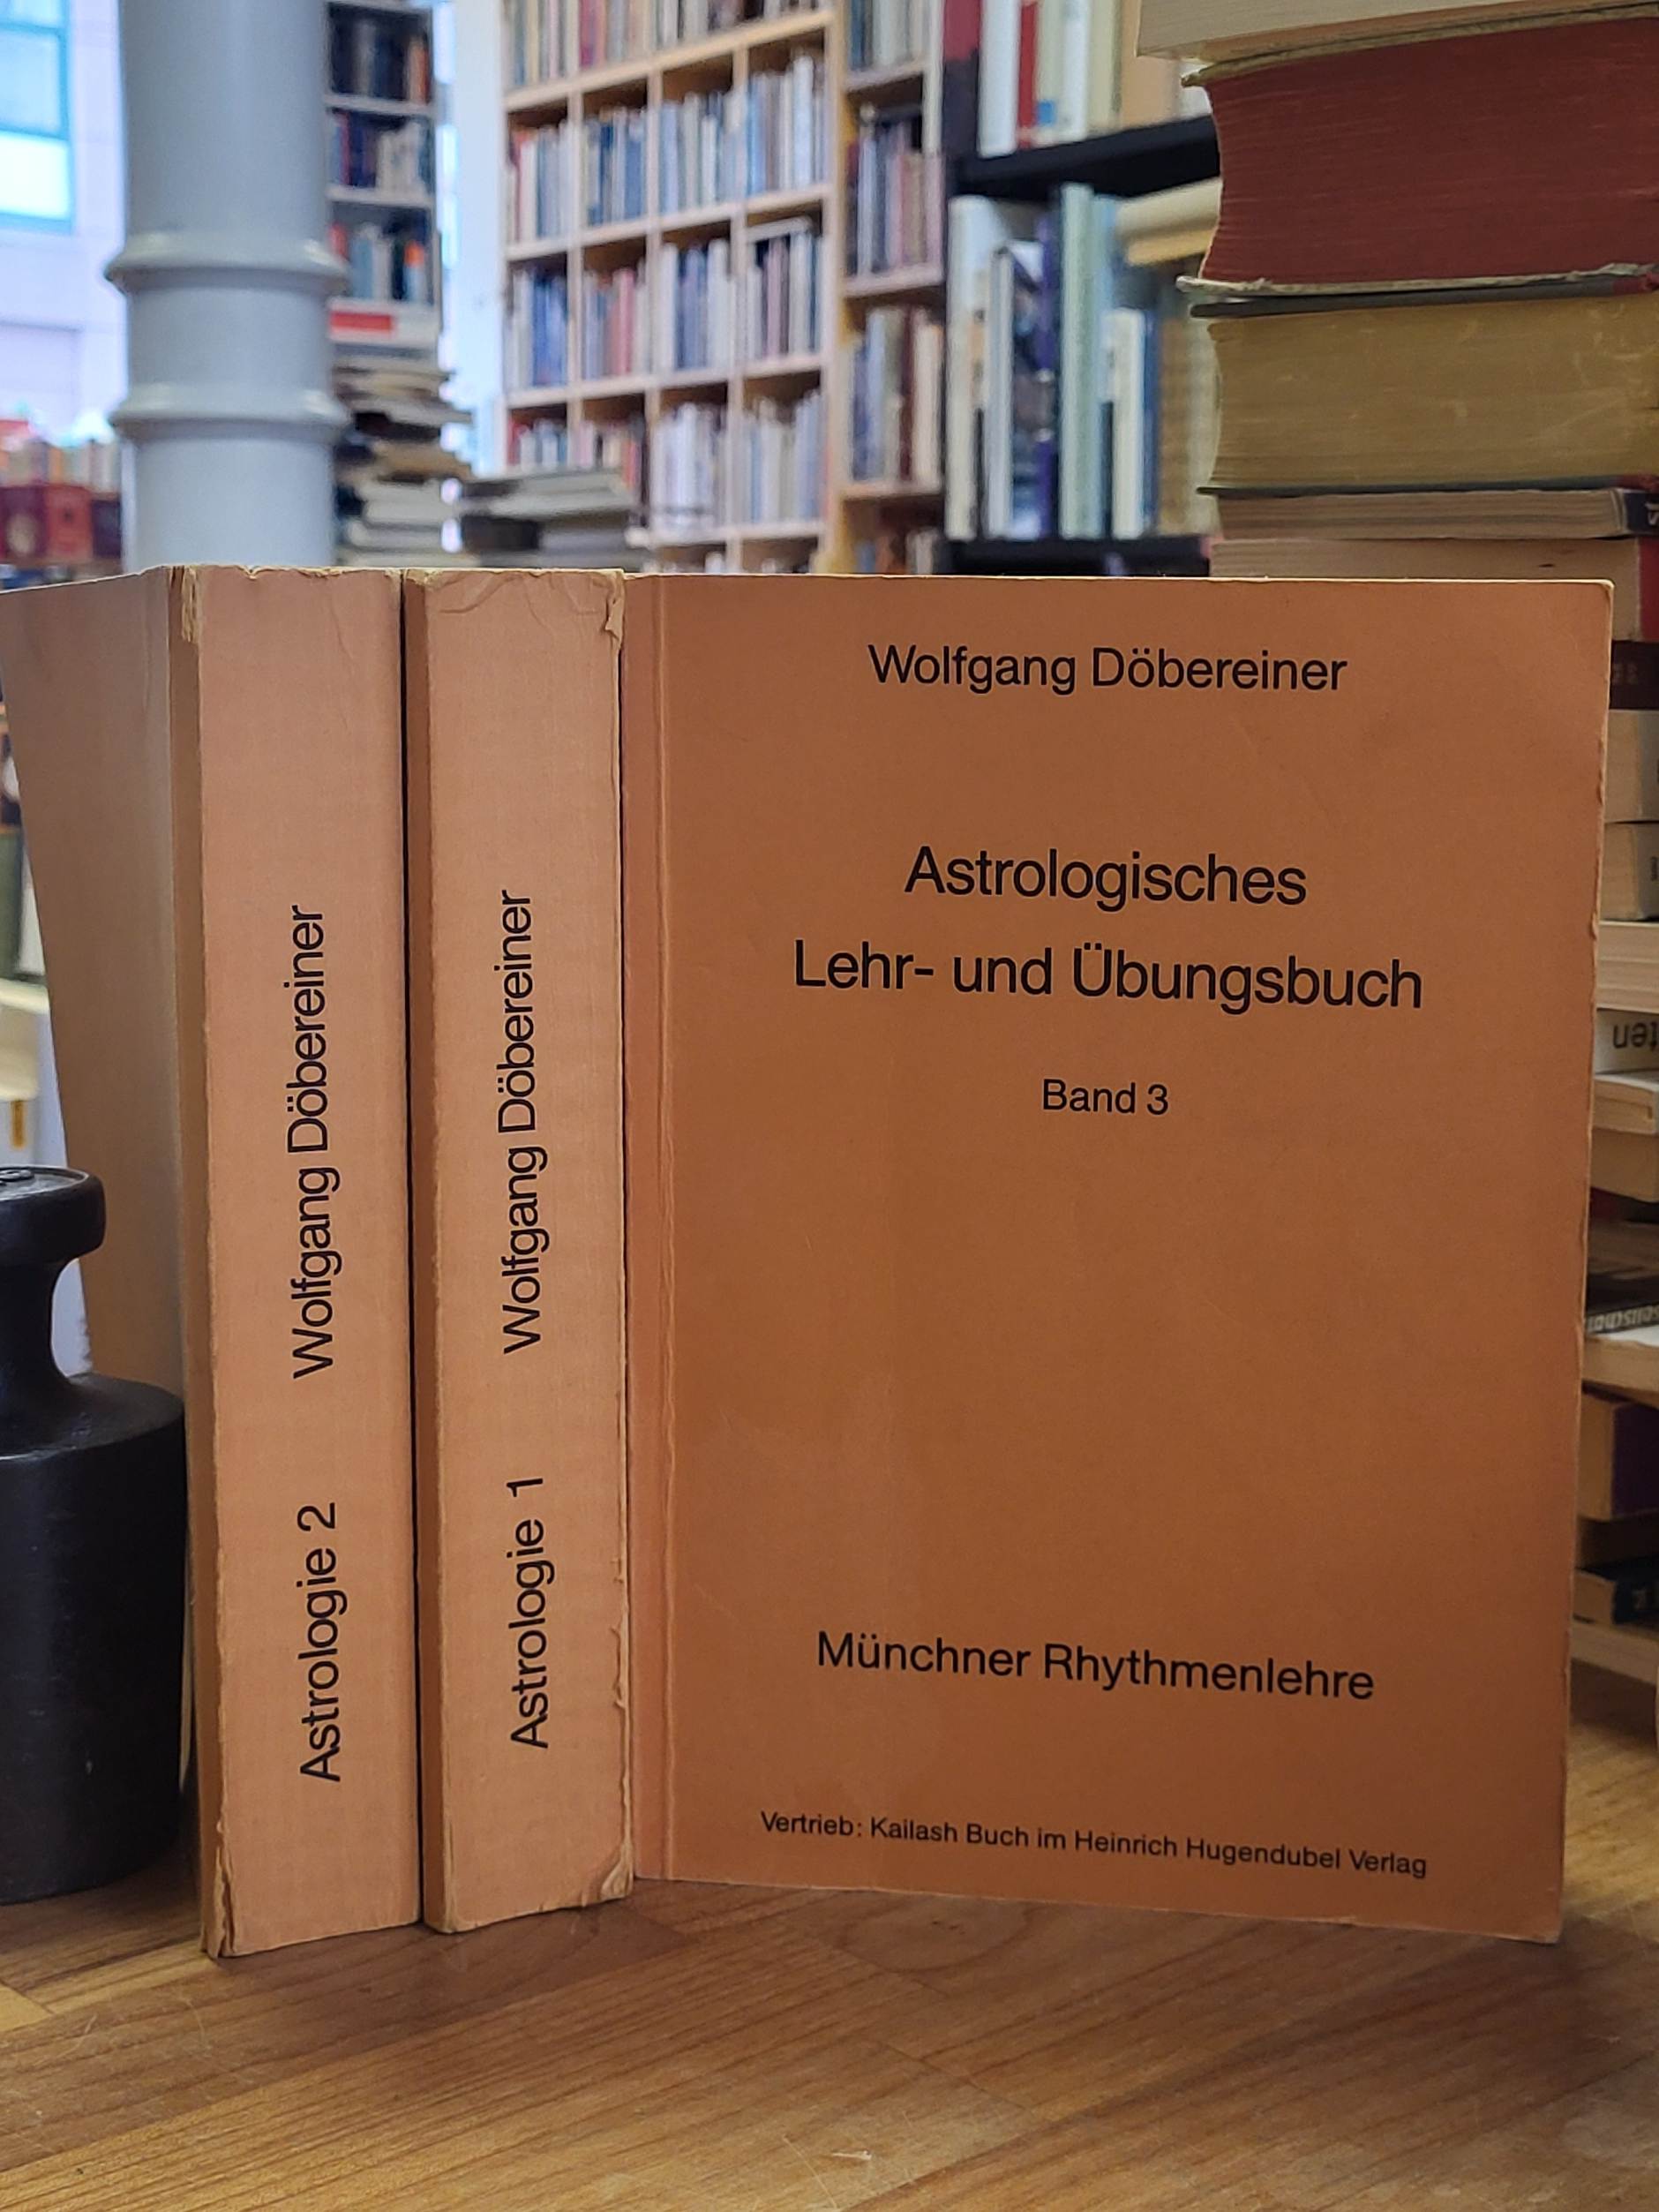 Astrologie 2 Wolfgang Döbereiner
Astrologie 1 Wolfgang Döbereiner
Wolfgang Döbereiner
Astrologisches
Lehr- und Übungsbuch
Band 3
Münchner Rhythmenlehre
Vertrieb: Kailash Buch im Heinrich Hugendubel Verlag